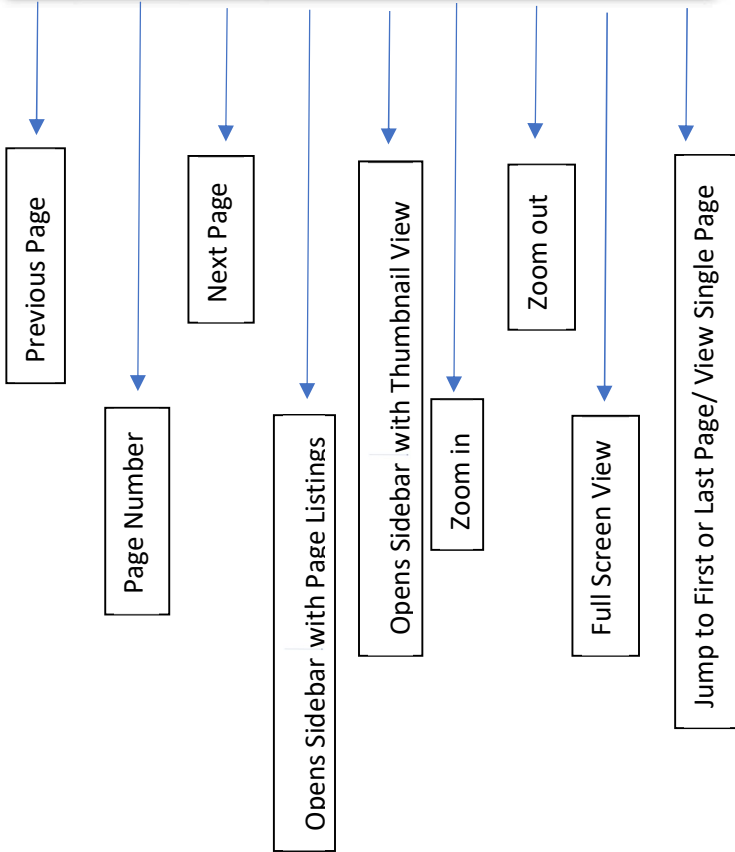 Previous Page
Page Number
Next Page
Opens Sidebar with Page Listings
Opens Sidebar with Thumbnail View
Zoom in
Zoom out
Full Screen View
Jump to First or Last Page/ View Single Page